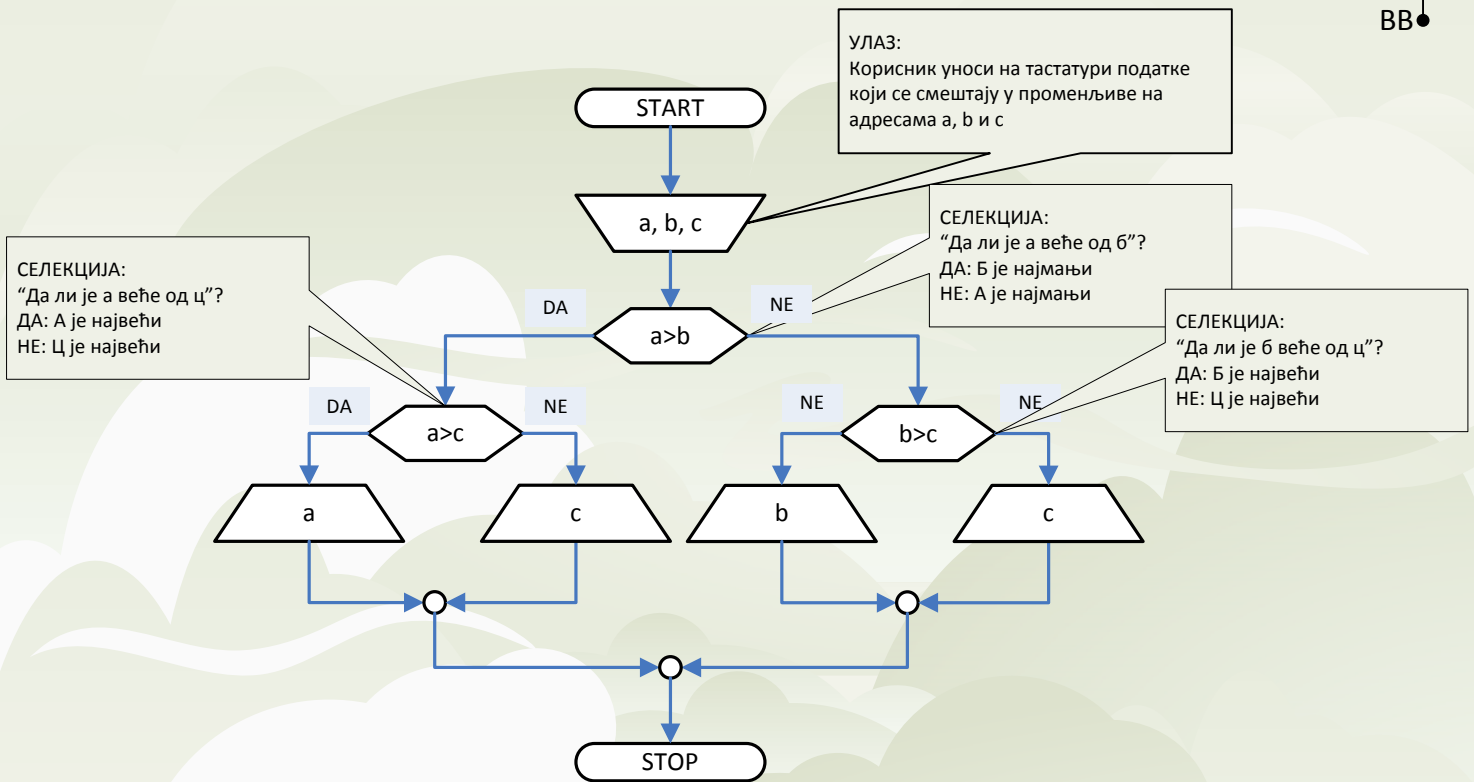 BB
УЛАЗ:
Корисник уноси на тастатури податке
који се смештају у променљиве на
адресама a, b и c
START
a, b, c
СЕЛЕКЦИЈА:
“Да ли је а веће од б”?
ДА: Б је најмањи
НЕ: А је најмањи
СЕЛЕКЦИЈА:
“Да ли је а веће од ц”?
ДА: А је највећи
НЕ: Ц је највећи
DA
NE
a>b
СЕЛЕКЦИЈА:
“Да ли је б веће од ц”?
ДА: Б је највећи
НЕ: Ц је највећи
DA
NE
a>c
NE
NE
b>c
a
c
b
c
STOP